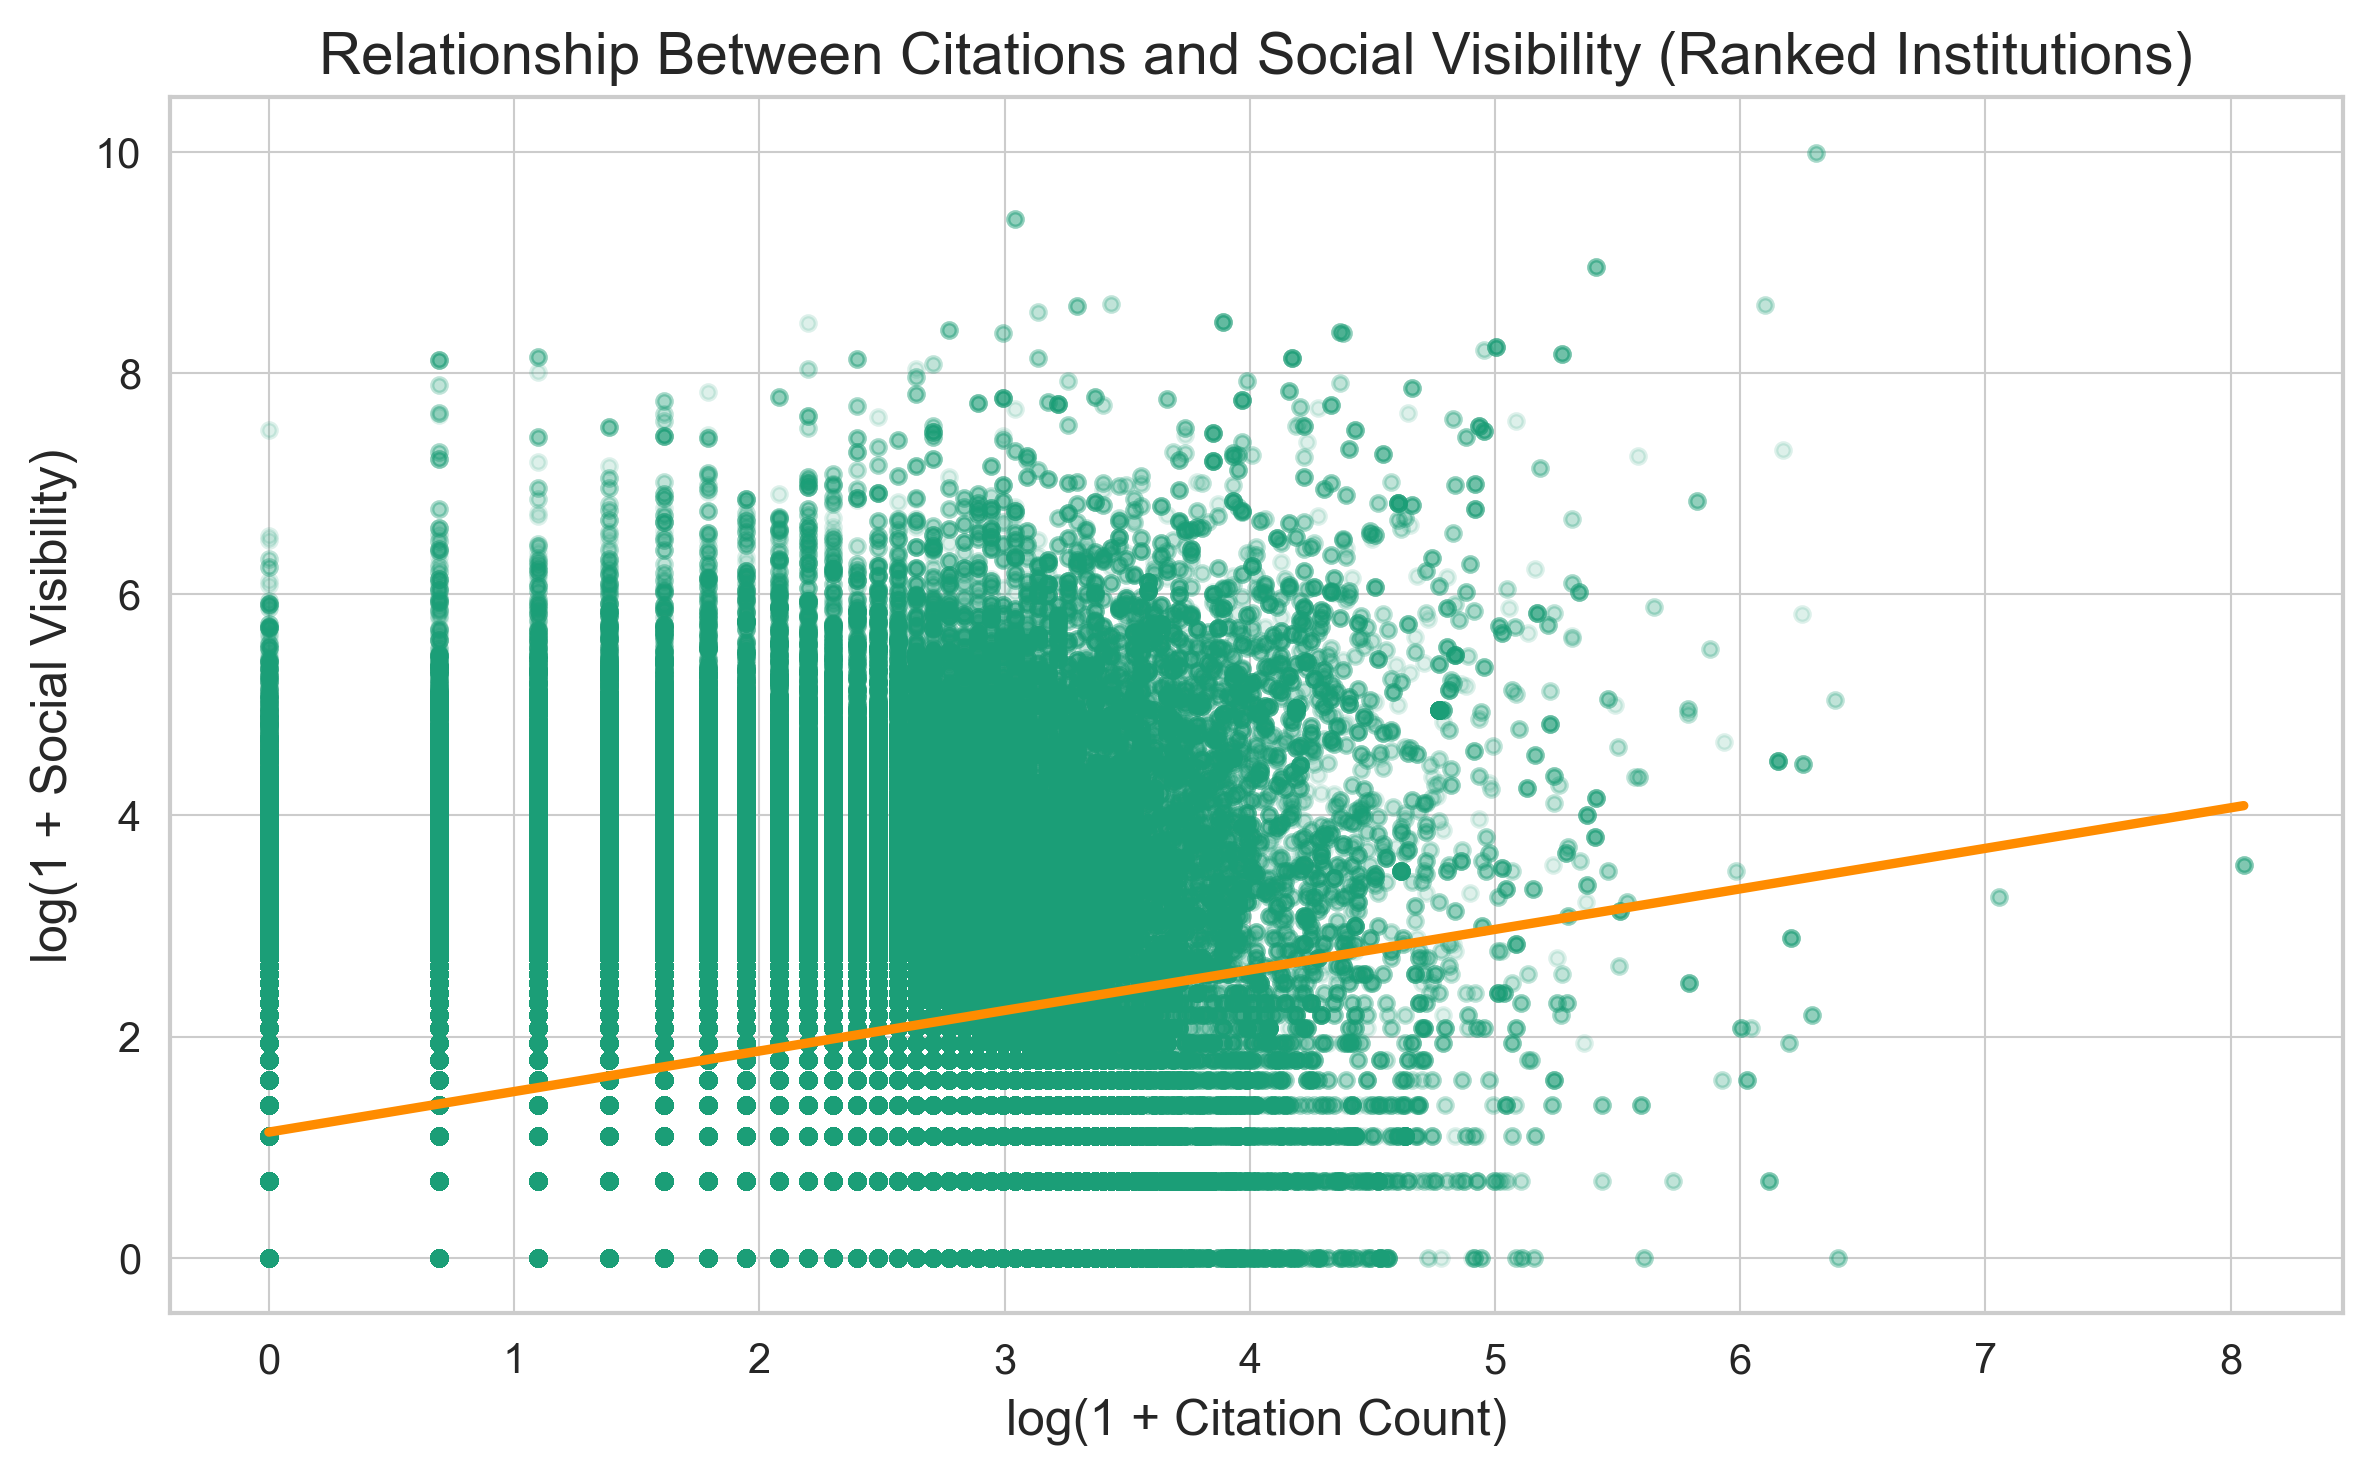 Relationship Between Citations and Social Visibility (Ranked Institutions)
10
8
6
4
2
0
log(1 + Social Visibility)
0 1 2 3 4 5 6 7 8
log(1 + Citation Count)